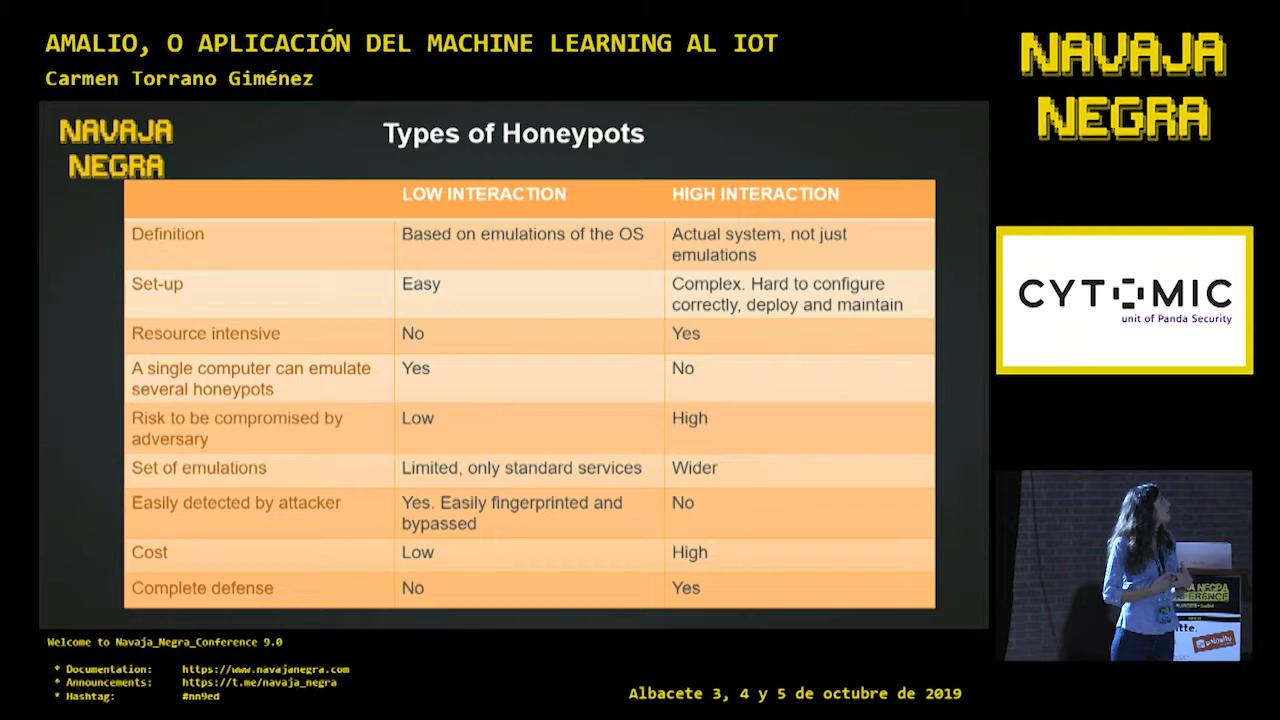 AMALIO, O APLICACIÓN DEL MACHINE LEARNING AL IOT
Carmen Torrano Giménez
NAVAJA
NEGRA
NAVAJA
NEGRA
Types of Honeypots
LOW INTERACTION HIGH INTERACTION
Definition Based on emulations of the OS Actual system, not just
emulations
Set-up Easy Complex. Hard to configure
correctly, deploy and maintain
Resource intensive No Yes
A single computer can emulate Yes No
several honeypots
Risk to be compromised by Low High
adversary
Set of emulations Limited, only standard services Wider
Easily detected by attacker Yes. Easily fingerprinted and No
bypassed
Cost Low High
Complete defense No Yes
CYTOMIC
unit of Panda Security
Welcome to Navaja_Negra_Conference 9.0
* Documentation: https://www.navajanegra.com
* Announcements: https://t.me/navaja_negra
* Hashtag: #nn9ed
Albacete 3, 4 y 5 de octubre de 2019